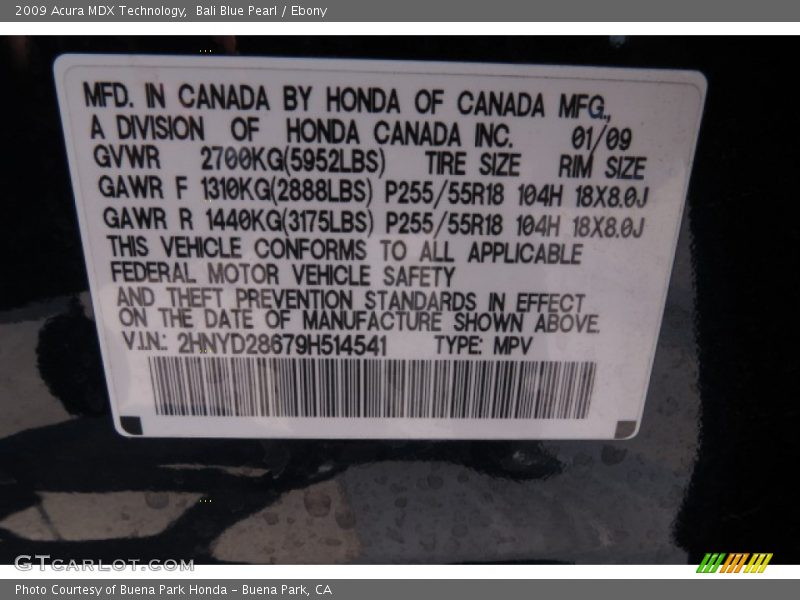 2009 Acura MDX Technology, Bali Blue Pearl / Ebony
MFD. IN CANADA BY HONDA OF CANADA MFG.,
A DIVISION OF HONDA CANADA INC. 01/09
GVWR 2700KG(5952LBS) TIRE SIZE RIM SIZE
GAWR F 1310KG(2888LBS) P255/55R18 104H 18X8.0J
GAWR R 1440KG(3175LBS) P255/55R18 104H 18X8.0J
THIS VEHICLE CONFORMS TO ALL APPLICABLE
FEDERAL MOTOR VEHICLE SAFETY
AND THEFT PREVENTION STANDARDS IN EFFECT
ON THE DATE OF MANUFACTURE SHOWN ABOVE.
V.I.N.: 2HNYD28679H514541 TYPE: MPV
GTCARLOT.COM
Photo Courtesy of Buena Park Honda - Buena Park, CA